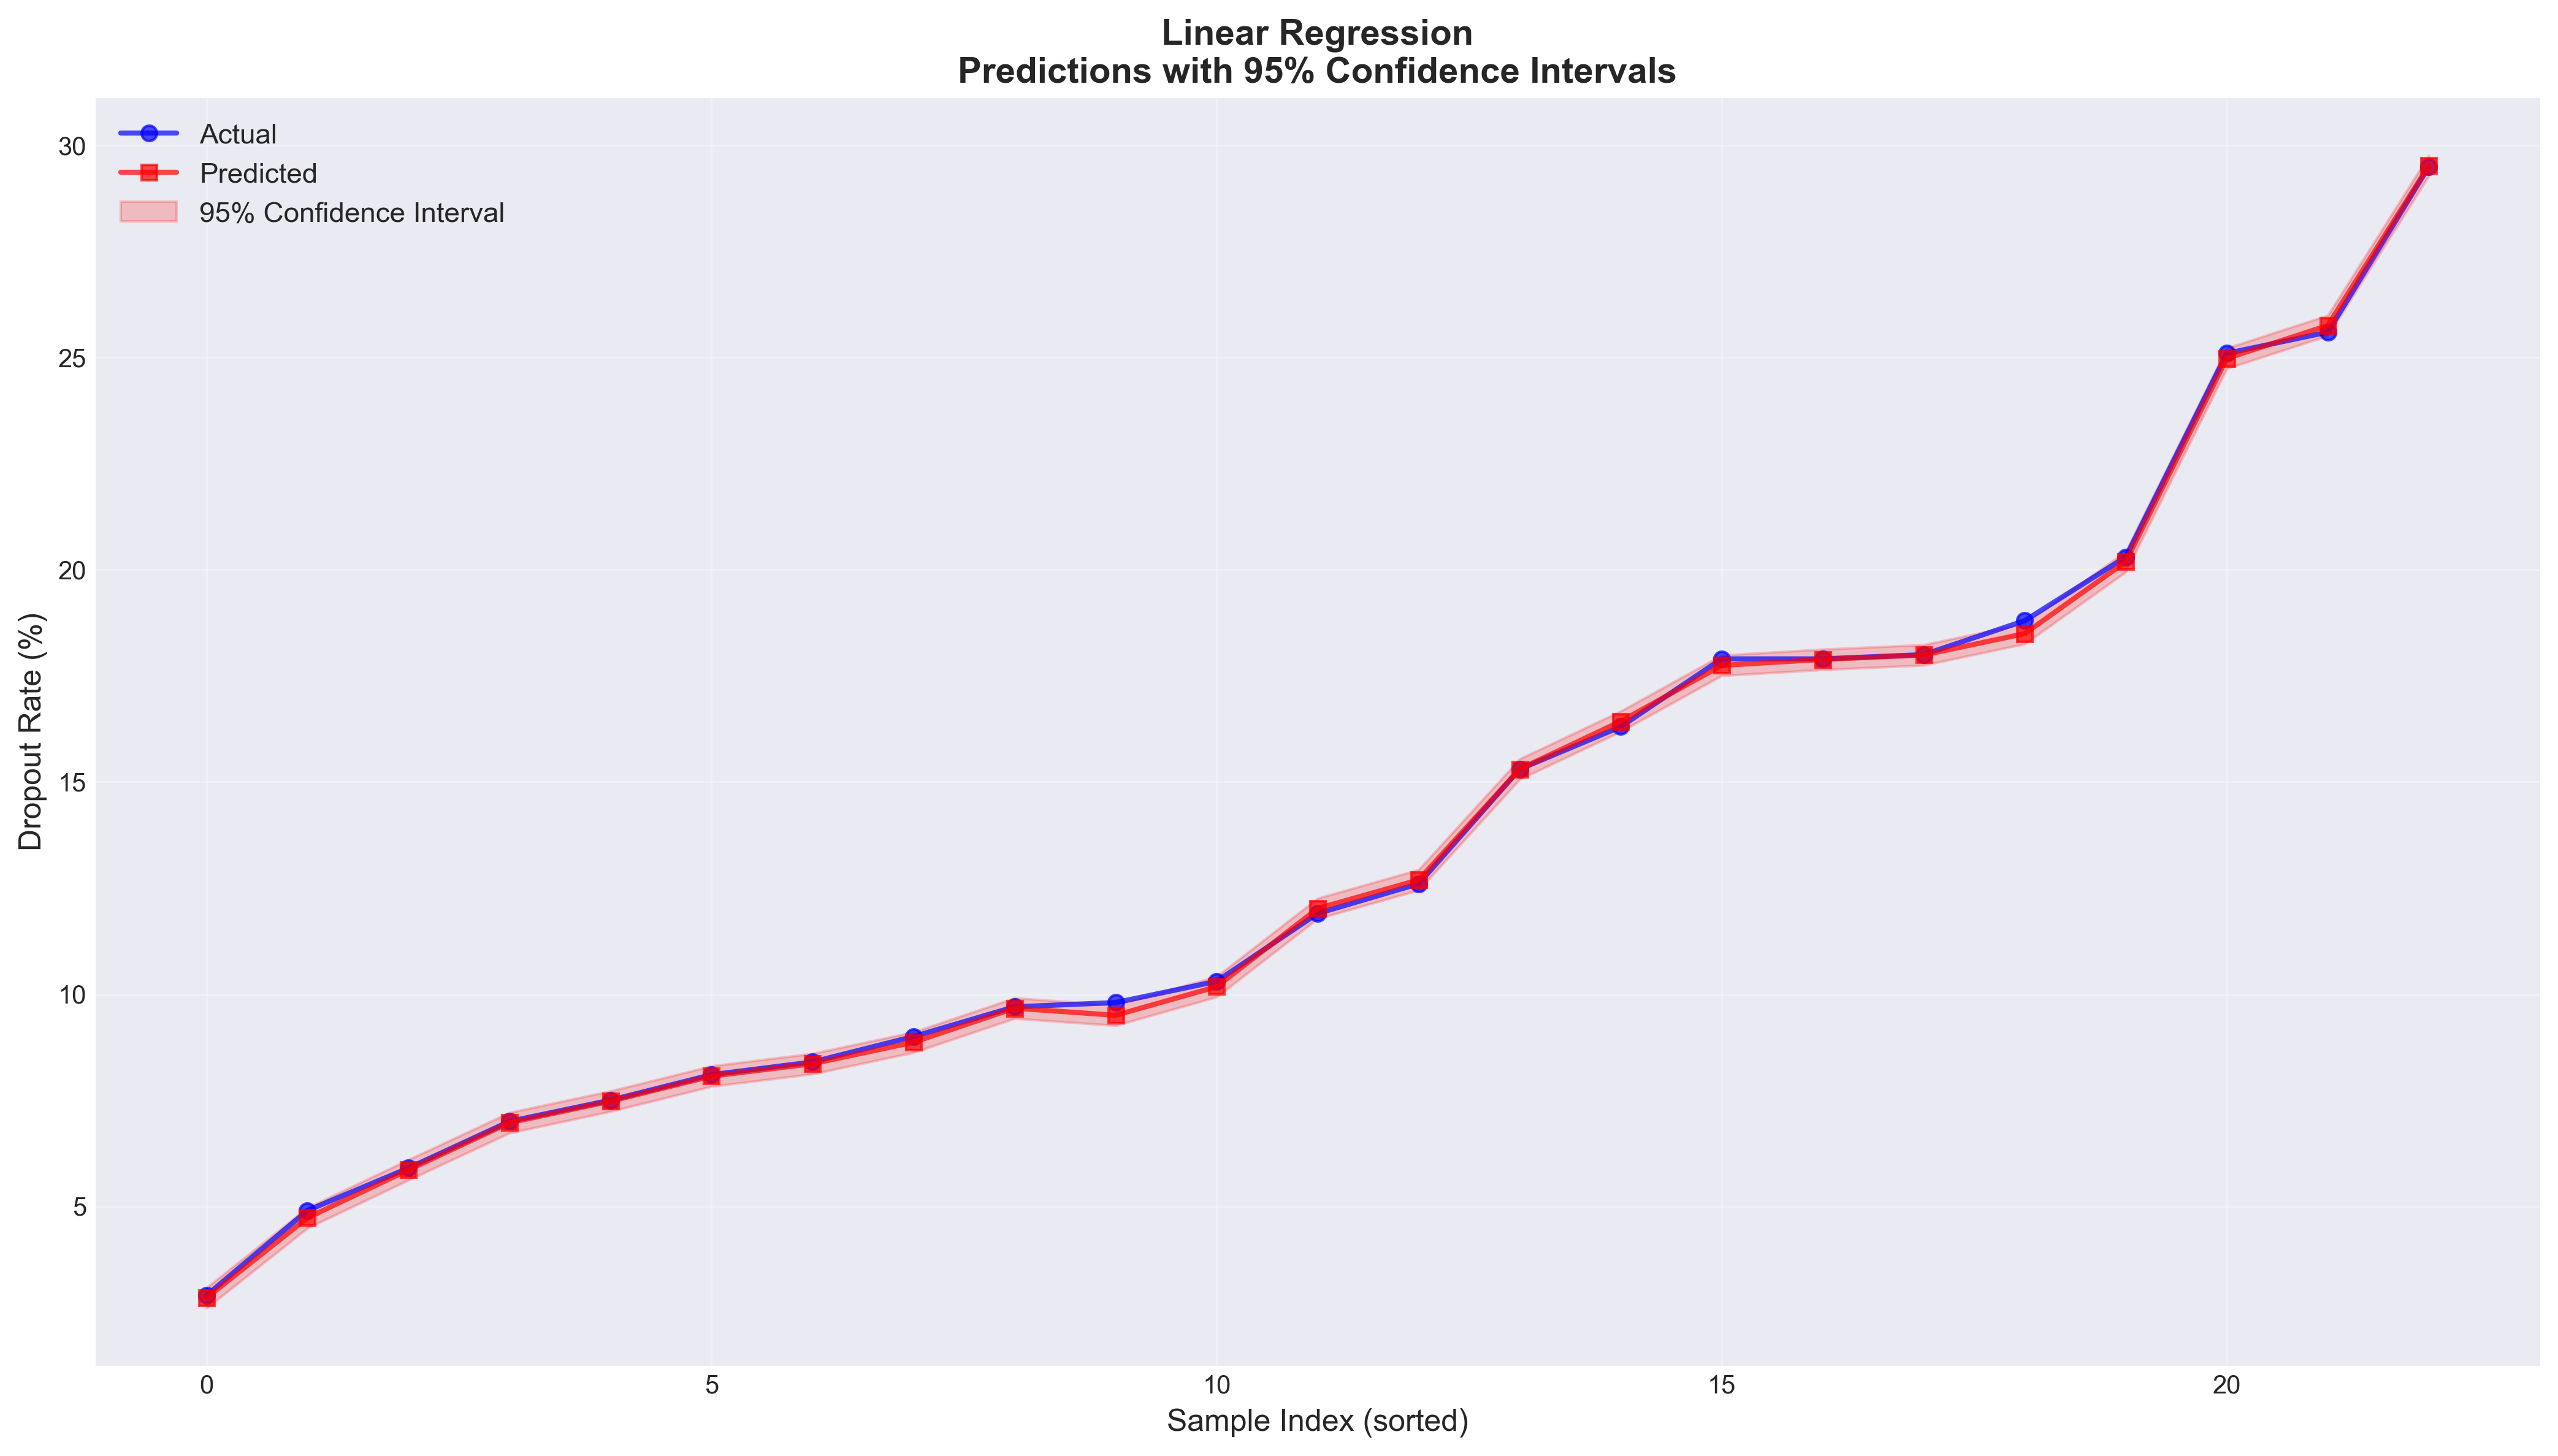 Linear Regression
Predictions with 95% Confidence Intervals
Actual
Predicted
95% Confidence Interval
Dropout Rate (%)
30
25
20
15
10
5
0
5
10
15
20
Sample Index (sorted)